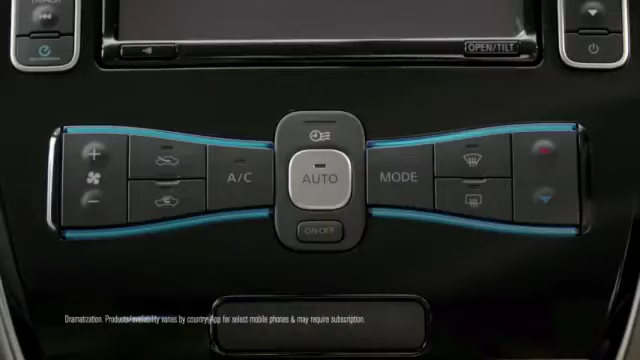 TRACK
OPEN/TILT
A/C
AUTO
MODE
ON·OFF
Dramatization. Products/availability varies by country. App for select mobile phones & may require subscription.